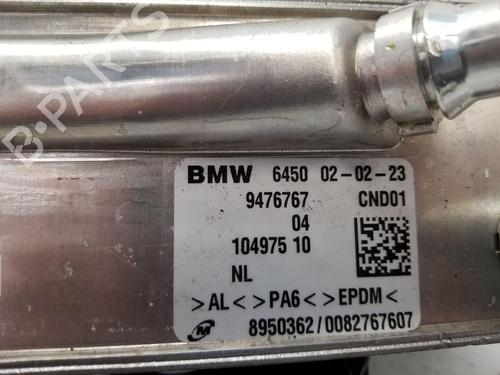 B-PARTS
BMW 6450 02-02-23
9476767 CND01
04
104975 10
NL
>AL< >PA6< >EPDM<
8950362/0082767607